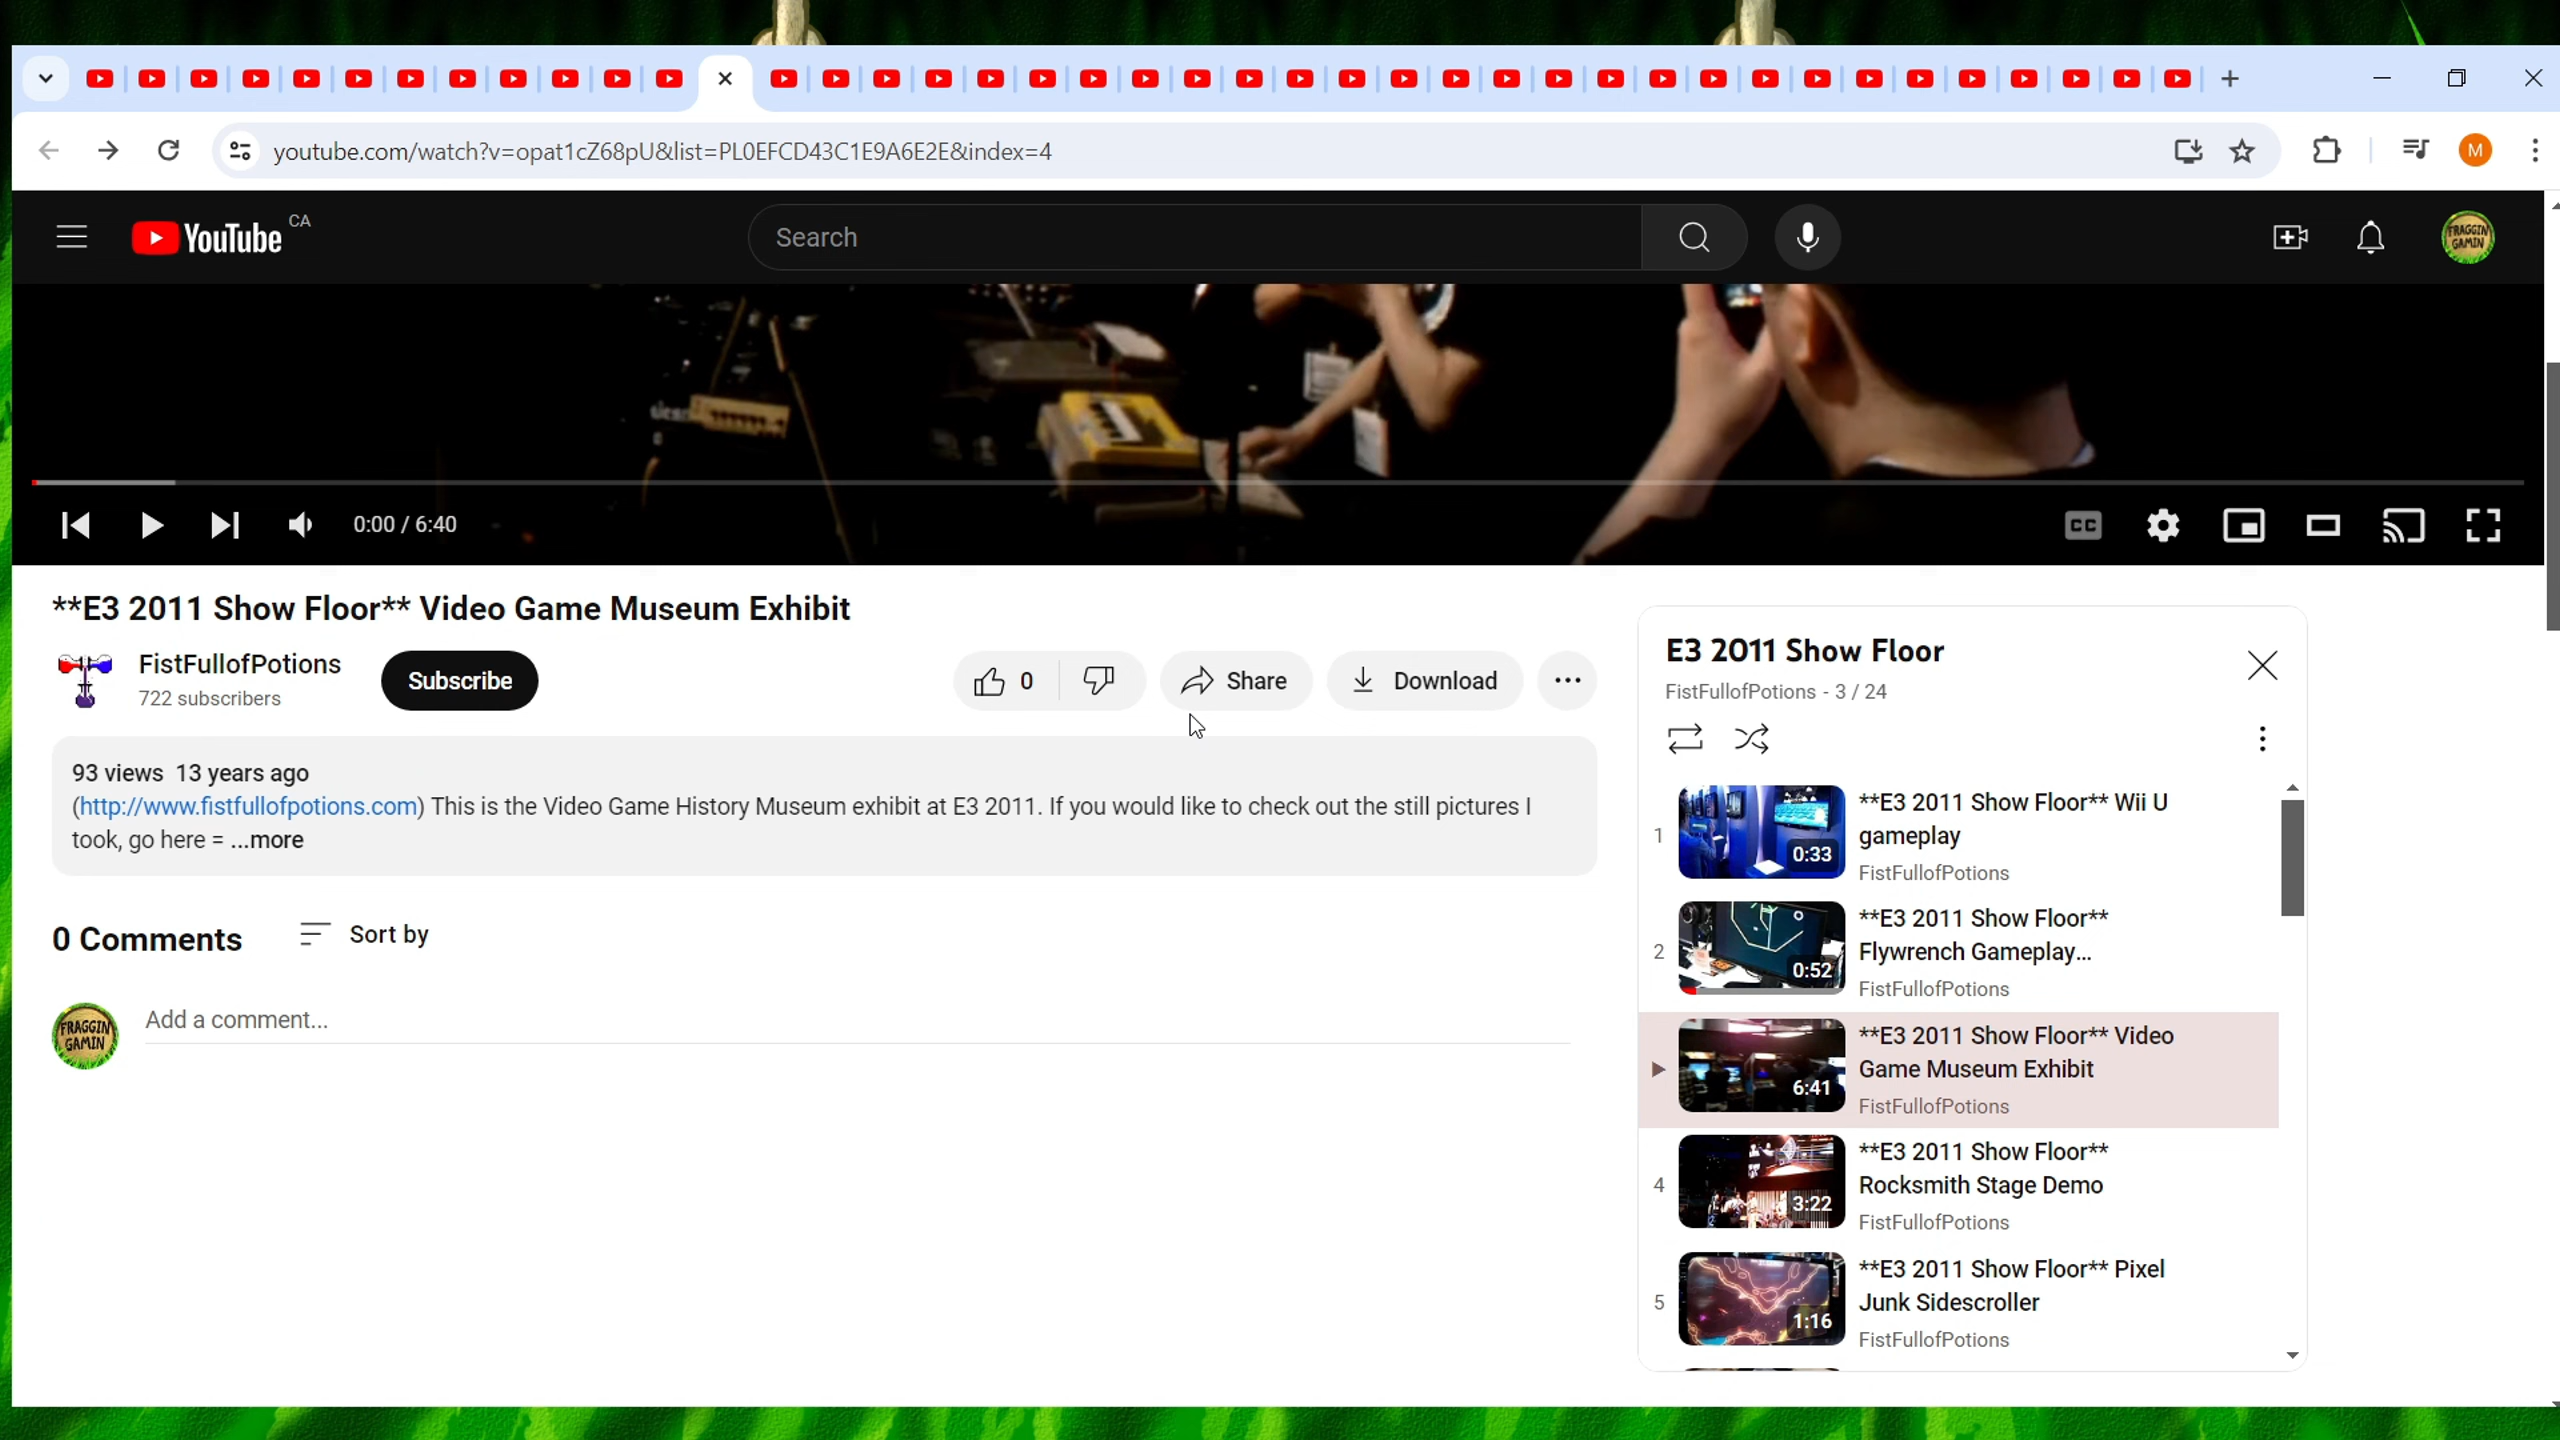 youtube.com/watch?v=opat1cZ68pU&list=PL0EFCD43C1E9A6E2E&index=4
M
YouTube CA
Search
FRAGGIN GAMIN
0:00 / 6:40
CC
**E3 2011 Show Floor** Video Game Museum Exhibit
FistFullofPotions
722 subscribers
Subscribe
0
Share
Download
93 views 13 years ago
(http://www.fistfullofpotions.com) This is the Video Game History Museum exhibit at E3 2011. If you would like to check out the still pictures I
took, go here = ...more
0 Comments
Sort by
FRAGGIN GAMIN
Add a comment...
E3 2011 Show Floor
FistFullofPotions - 3 / 24
1
0:33
**E3 2011 Show Floor** Wii U
gameplay
FistFullofPotions
2
0:52
**E3 2011 Show Floor**
Flywrench Gameplay...
FistFullofPotions
6:41
**E3 2011 Show Floor** Video
Game Museum Exhibit
FistFullofPotions
4
3:22
**E3 2011 Show Floor**
Rocksmith Stage Demo
FistFullofPotions
5
1:16
**E3 2011 Show Floor** Pixel
Junk Sidescroller
FistFullofPotions